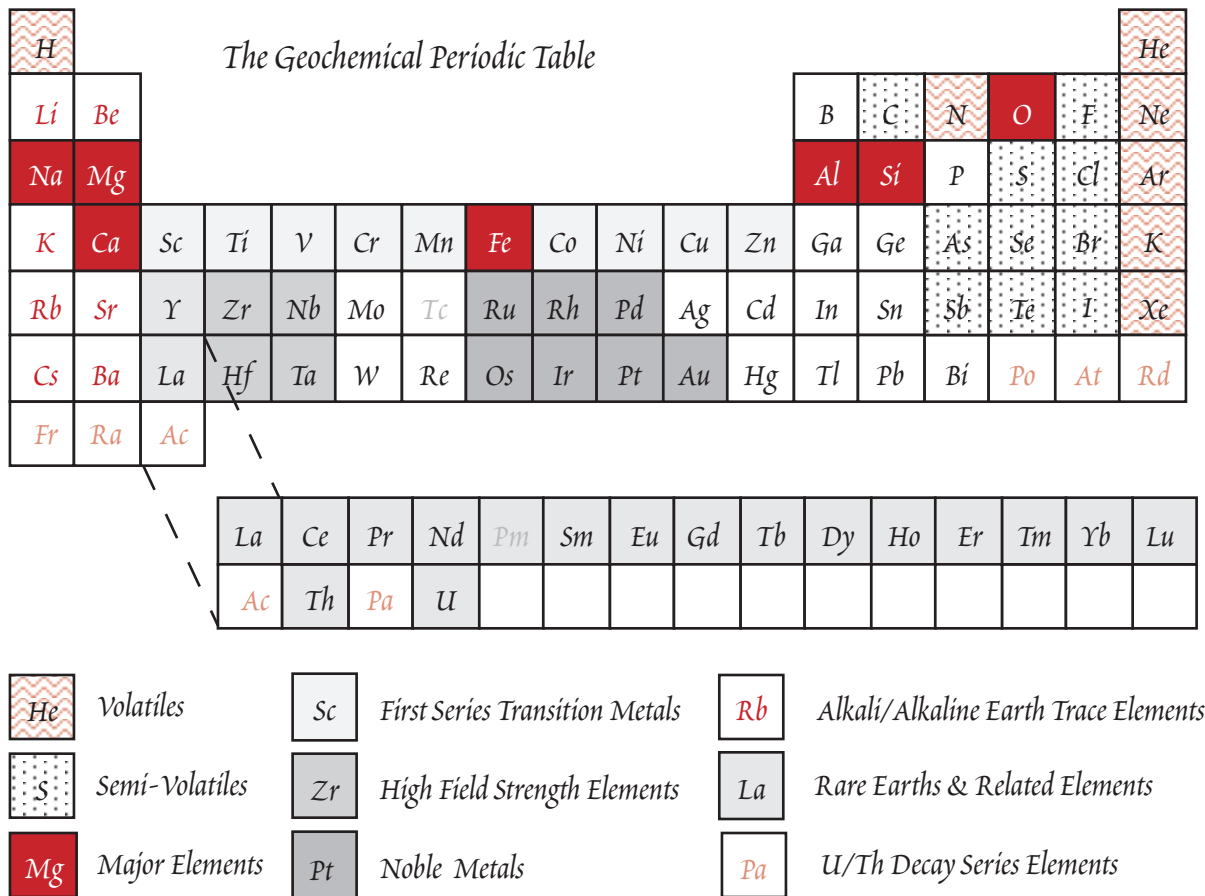 The Geochemical Periodic Table
H He
Li Be B C N O F Ne
Na Mg Al Si P S Cl Ar
K Ca Sc Ti V Cr Mn Fe Co Ni Cu Zn Ga Ge As Se Br K
Rb Sr Y Zr Nb Mo Tc Ru Rh Pd Ag Cd In Sn Sb Te I Xe
Cs Ba La Hf Ta W Re Os Ir Pt Au Hg Tl Pb Bi Po At Rd
Fr Ra Ac
La Ce Pr Nd Pm Sm Eu Gd Tb Dy Ho Er Tm Yb Lu
Ac Th Pa U
He Volatiles Sc First Series Transition Metals Rb Alkali/Alkaline Earth Trace Elements
S Semi-Volatiles Zr High Field Strength Elements La Rare Earths & Related Elements
Mg Major Elements Pt Noble Metals Pa U/Th Decay Series Elements